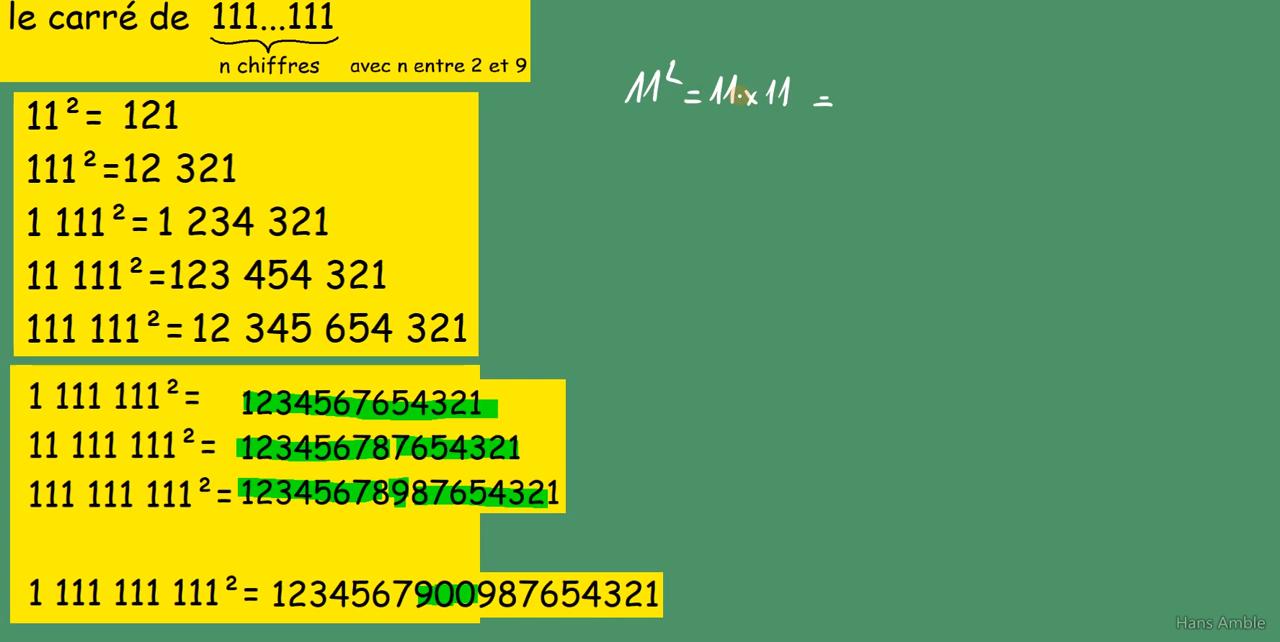 le carré de 111...111
n chiffres avec n entre 2 et 9
11² = 121
111² = 12 321
1 111² = 1 234 321
11 111² = 123 454 321
111 111² = 12 345 654 321
1 111 111² = 1234567654321
11 111 111² = 123456787654321
111 111 111² = 12345678987654321
1 111 111 111² = 1234567900987654321
11² = 11 x 11 =
Hans Amble